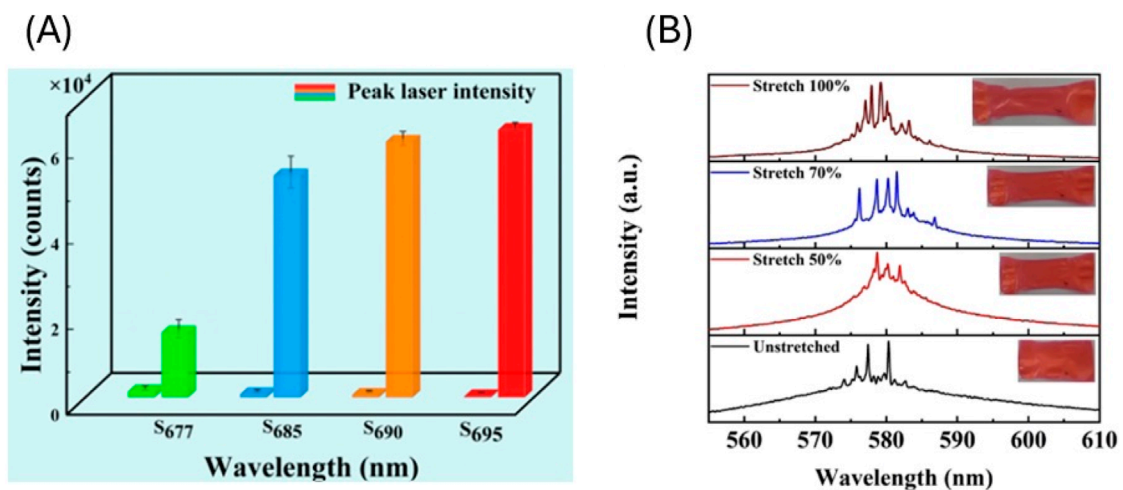 (A)
×10⁴
Peak laser intensity
6
4
2
0
Intensity (counts)
S₆₇₇ S₆₈₅ S₆₉₀ S₆₉₅
Wavelength (nm)
(B)
Stretch 100%
Stretch 70%
Stretch 50%
Unstretched
Intensity (a.u.)
560 570 580 590 600 610
Wavelength (nm)